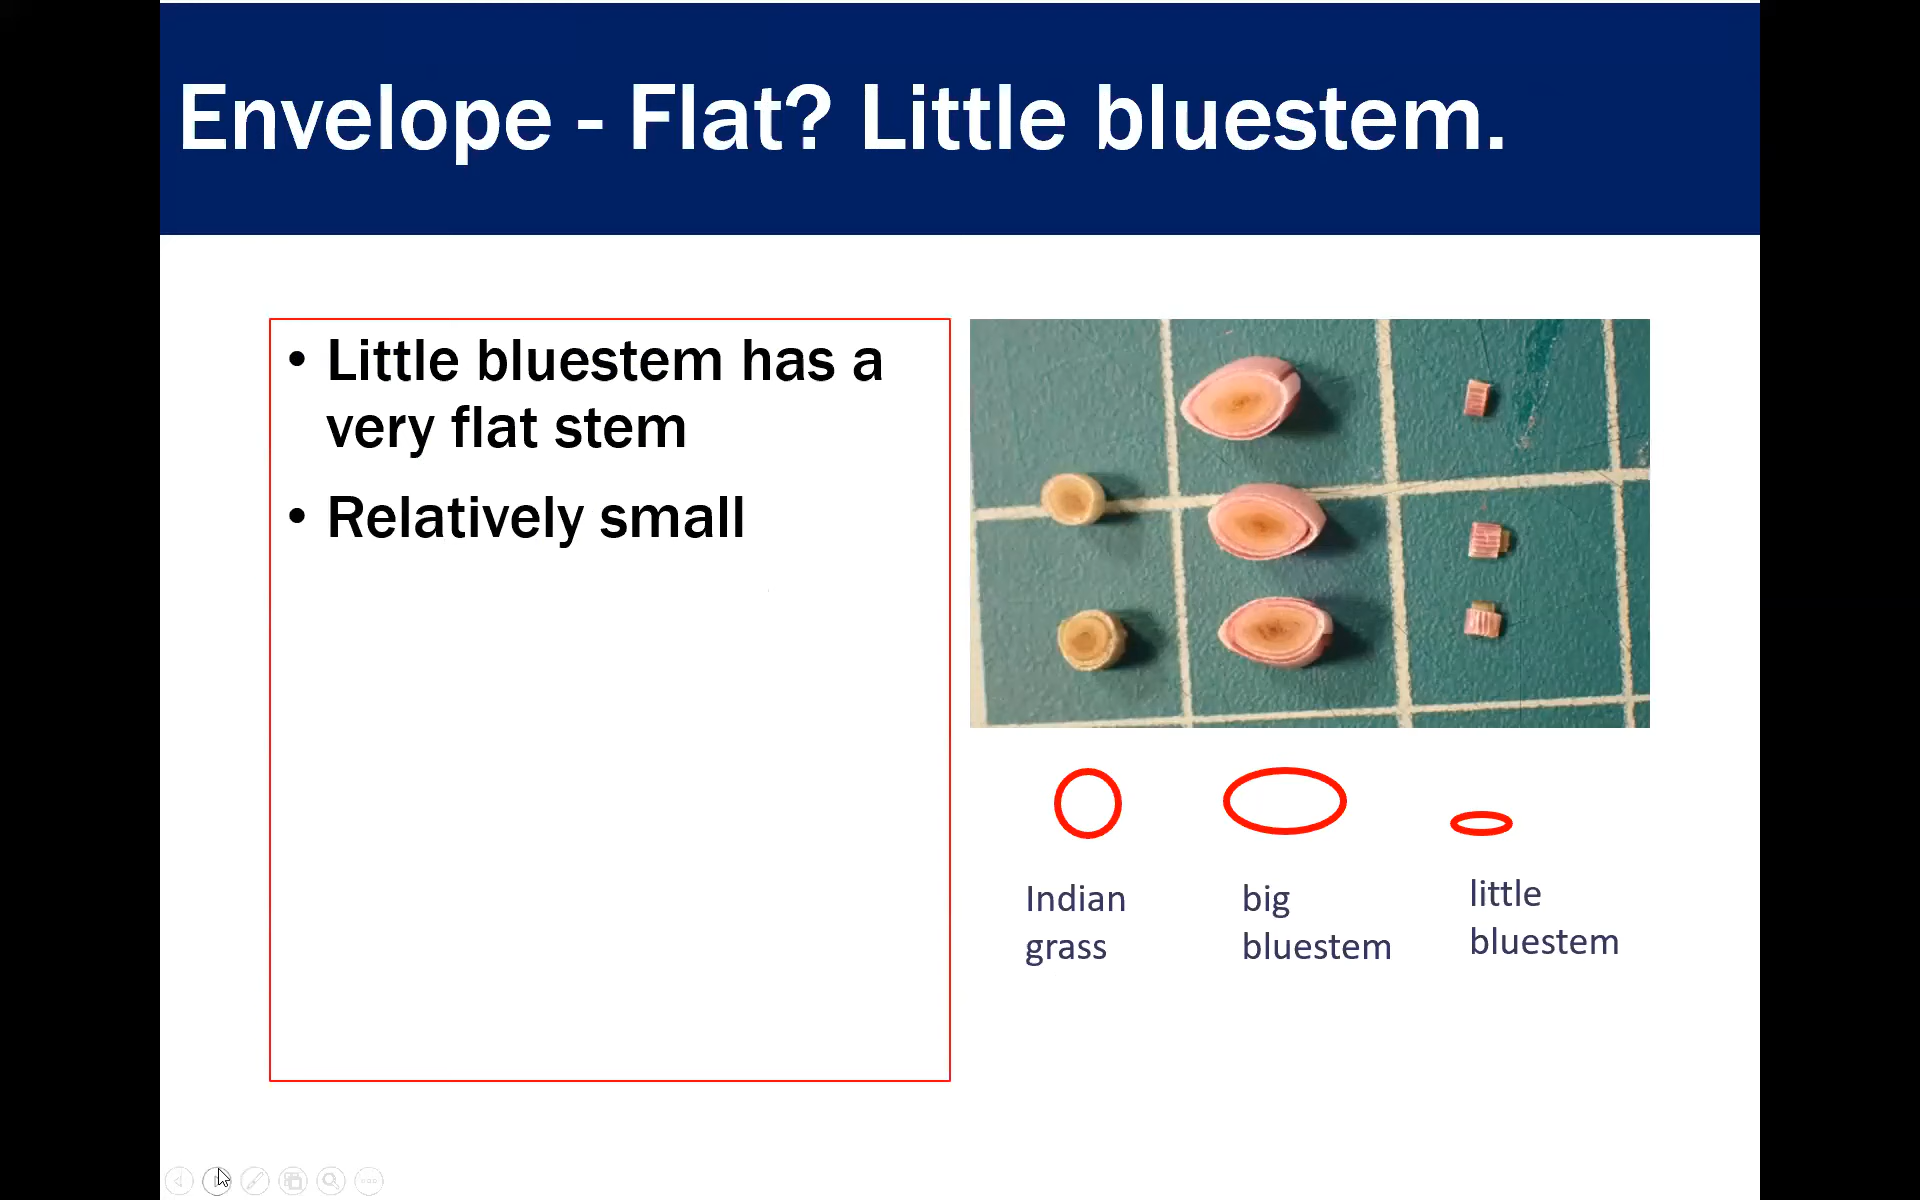 Envelope - Flat? Little bluestem.
• Little bluestem has a
very flat stem
• Relatively small
Indian
grass
big
bluestem
little
bluestem